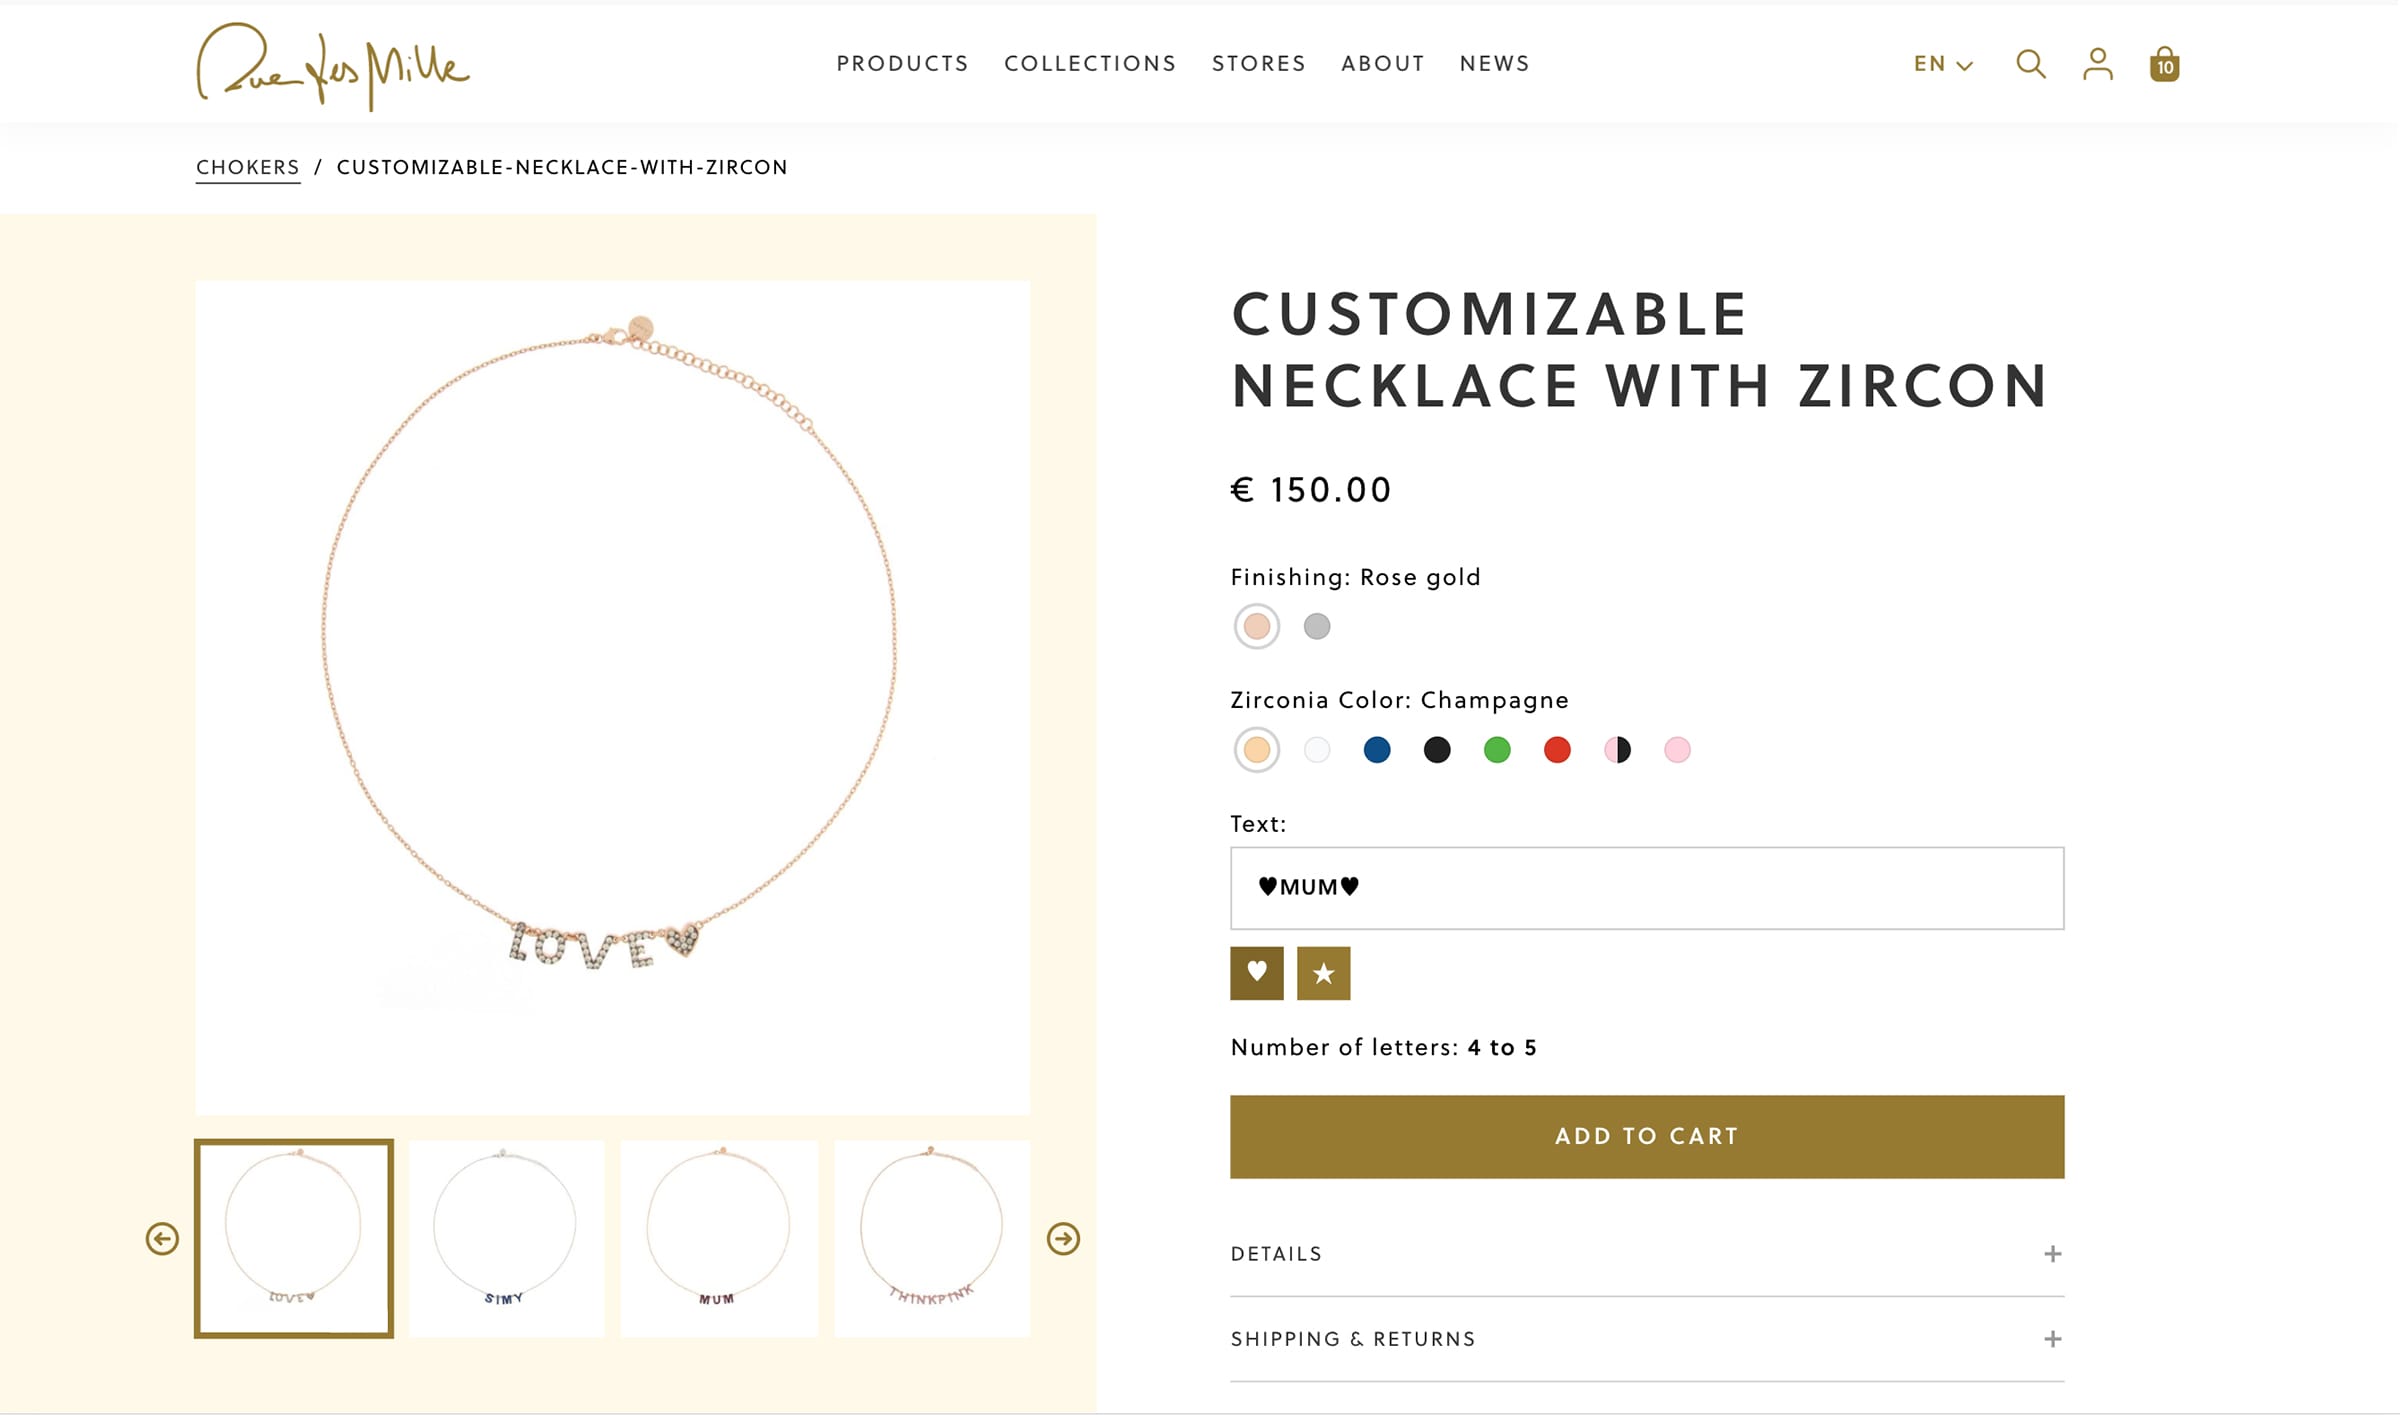 Rue des Mille
PRODUCTS COLLECTIONS STORES ABOUT NEWS
EN
10
CHOKERS / CUSTOMIZABLE-NECKLACE-WITH-ZIRCON
LOVE♥
LOVE♥
SIMY
MUM
THINKPINK
CUSTOMIZABLE
NECKLACE WITH ZIRCON
€ 150.00
Finishing: Rose gold
Zirconia Color: Champagne
Text:
♥MUM♥
♥ ★
Number of letters: 4 to 5
ADD TO CART
DETAILS +
SHIPPING & RETURNS +